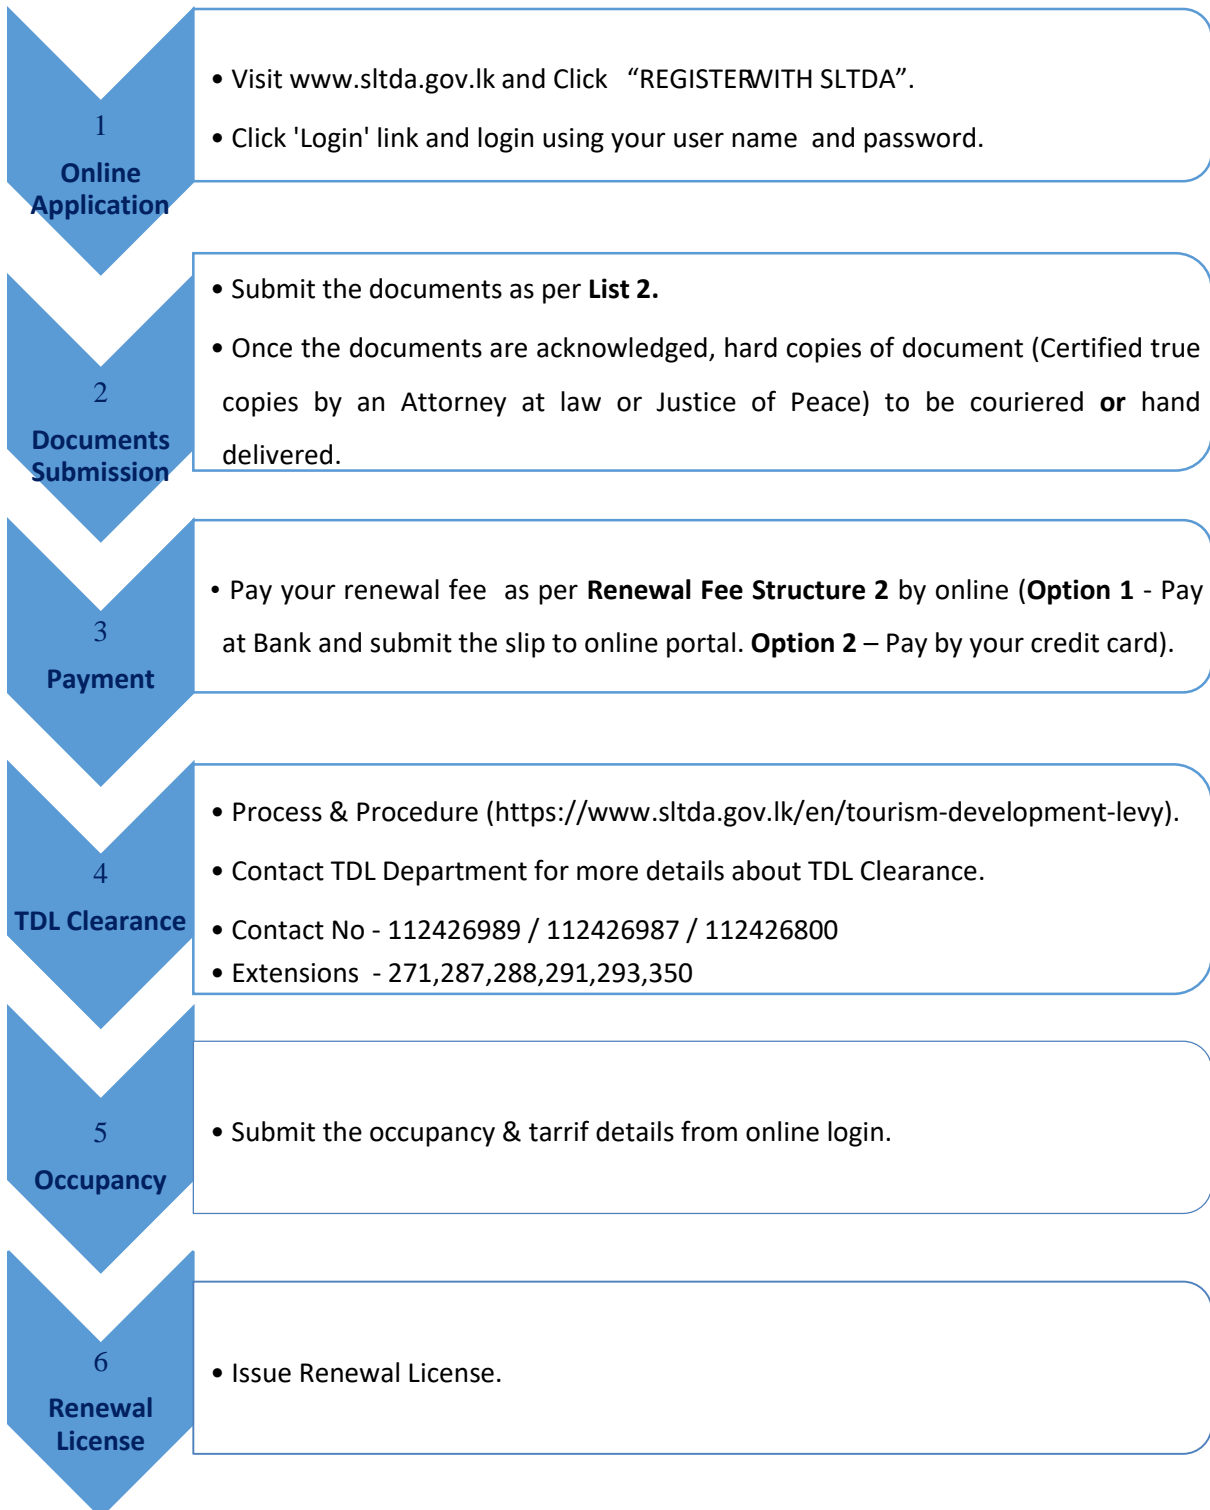 1
Online
Application
• Visit www.sltda.gov.lk and Click “REGISTERWITH SLTDA”.
• Click 'Login' link and login using your user name and password.
2
Documents
Submission
• Submit the documents as per List 2.
• Once the documents are acknowledged, hard copies of document (Certified true
copies by an Attorney at law or Justice of Peace) to be couriered or hand
delivered.
3
Payment
• Pay your renewal fee as per Renewal Fee Structure 2 by online (Option 1 - Pay
at Bank and submit the slip to online portal. Option 2 – Pay by your credit card).
4
TDL Clearance
• Process & Procedure (https://www.sltda.gov.lk/en/tourism-development-levy).
• Contact TDL Department for more details about TDL Clearance.
• Contact No - 112426989 / 112426987 / 112426800
• Extensions - 271,287,288,291,293,350
5
Occupancy
• Submit the occupancy & tarrif details from online login.
6
Renewal
License
• Issue Renewal License.